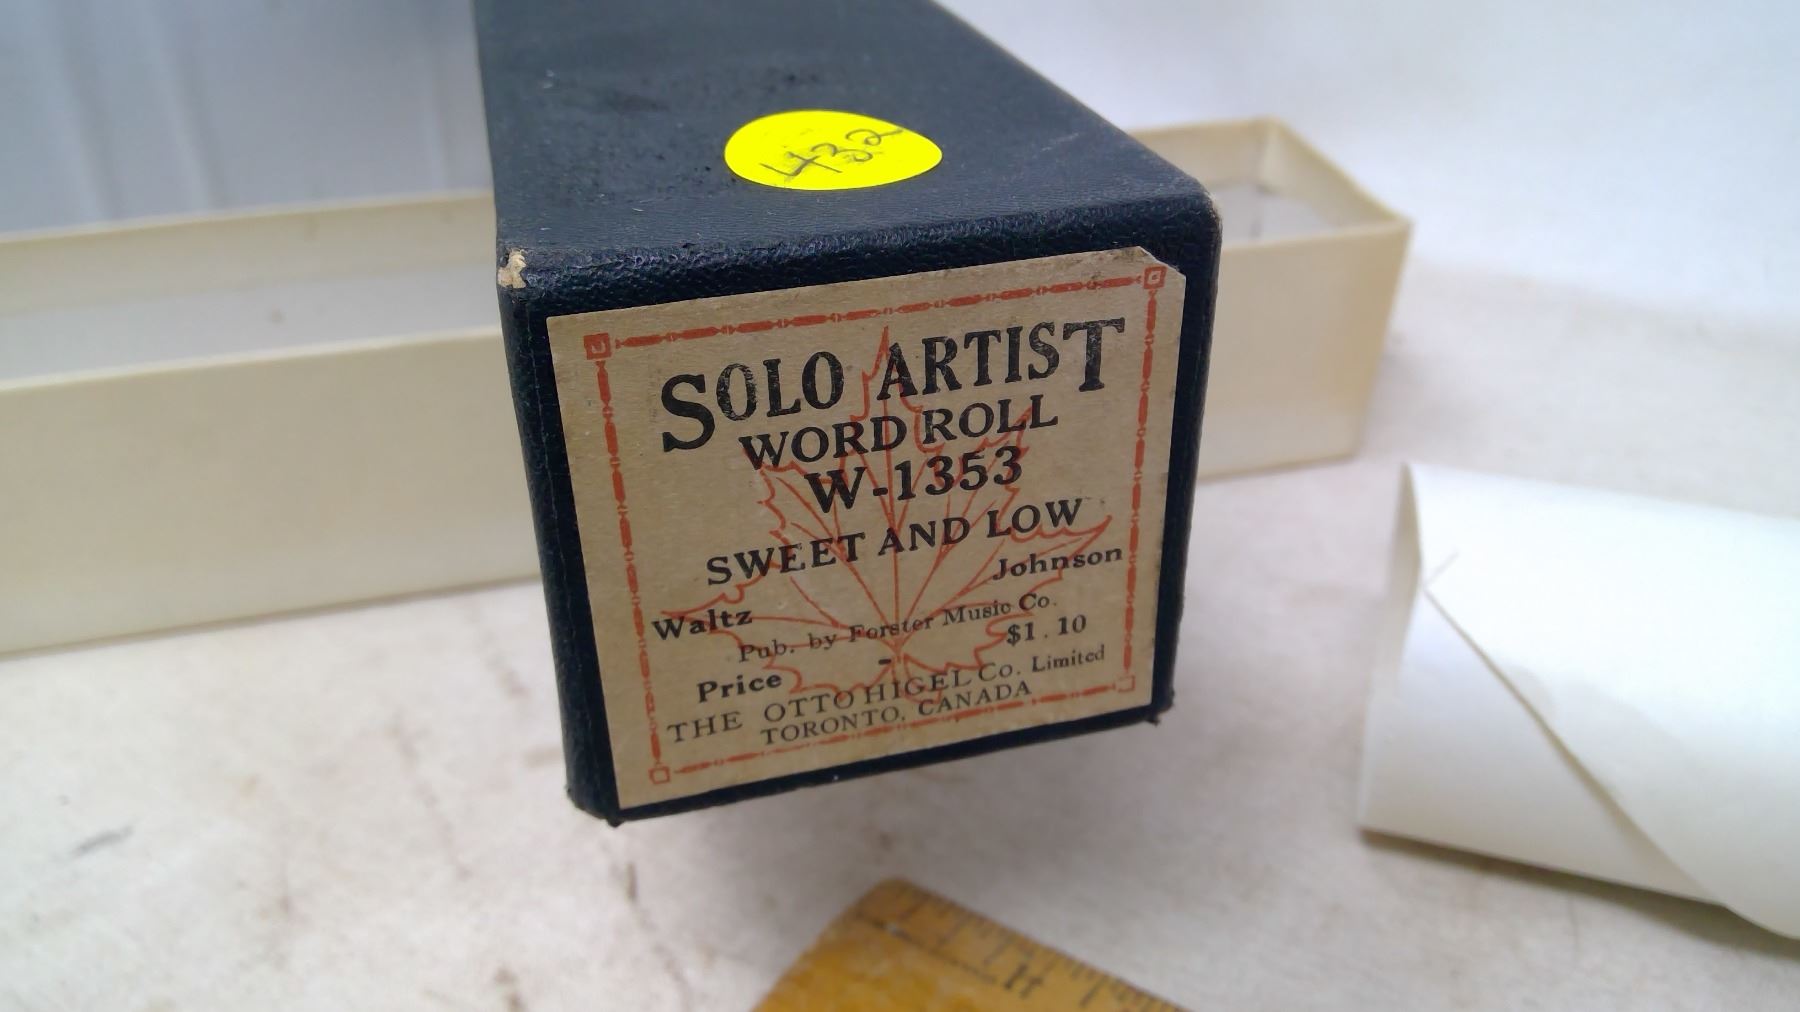 432
SOLO ARTIST
WORD ROLL
W-1353
SWEET AND LOW
Johnson
Waltz
Pub. by Forster Music Co.
Price - $1.10
THE OTTO HIGEL Co. Limited
TORONTO, CANADA